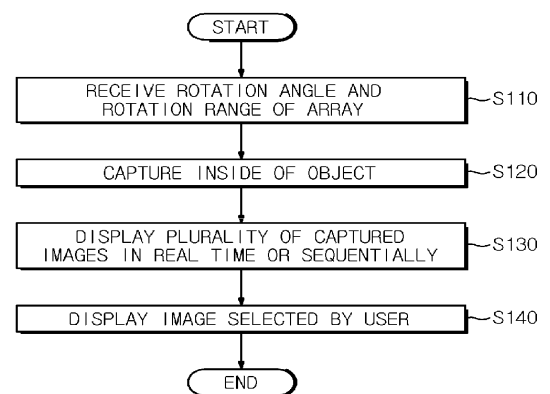 START
RECEIVE ROTATION ANGLE AND
ROTATION RANGE OF ARRAY
S110
CAPTURE INSIDE OF OBJECT
S120
DISPLAY PLURALITY OF CAPTURED
IMAGES IN REAL TIME OR SEQUENTIALLY
S130
DISPLAY IMAGE SELECTED BY USER
S140
END